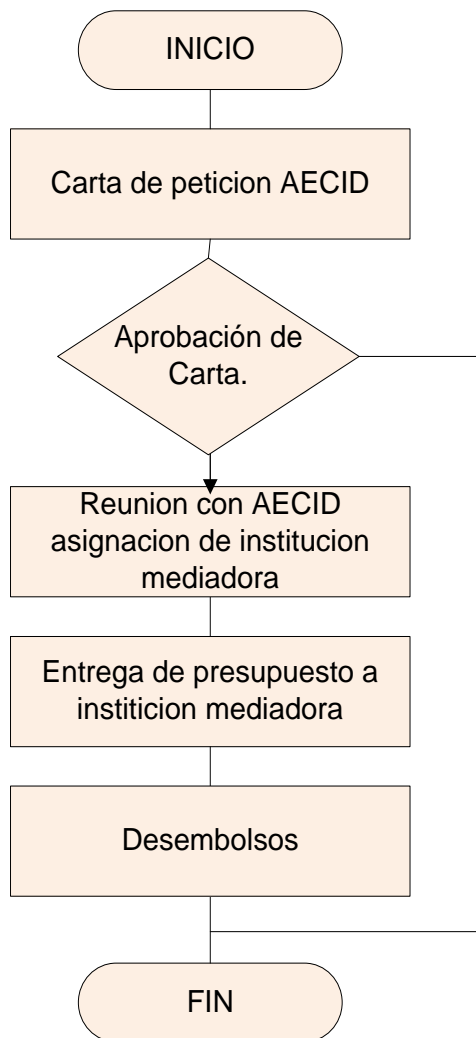 INICIO
Carta de peticion AECID
Aprobación de
Carta.
Reunion con AECID
asignacion de institucion
mediadora
Entrega de presupuesto a
institicion mediadora
Desembolsos
FIN